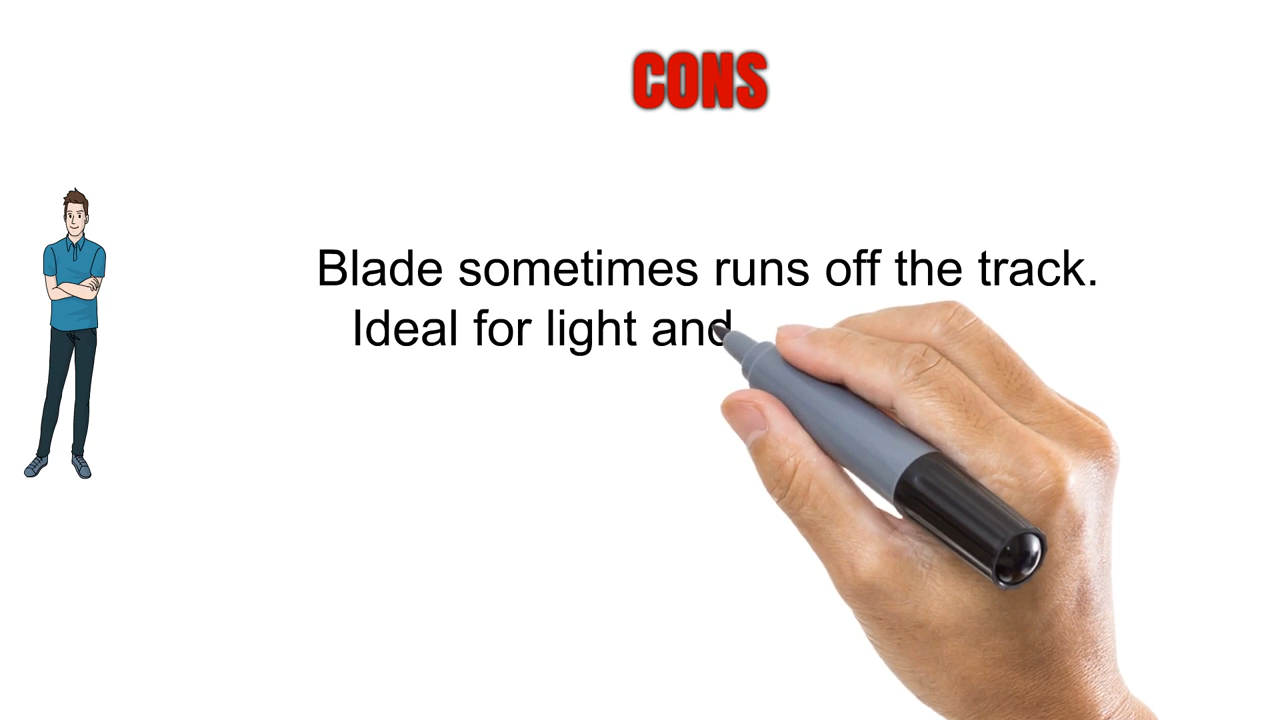 CONS
Blade sometimes runs off the track.
Ideal for light and